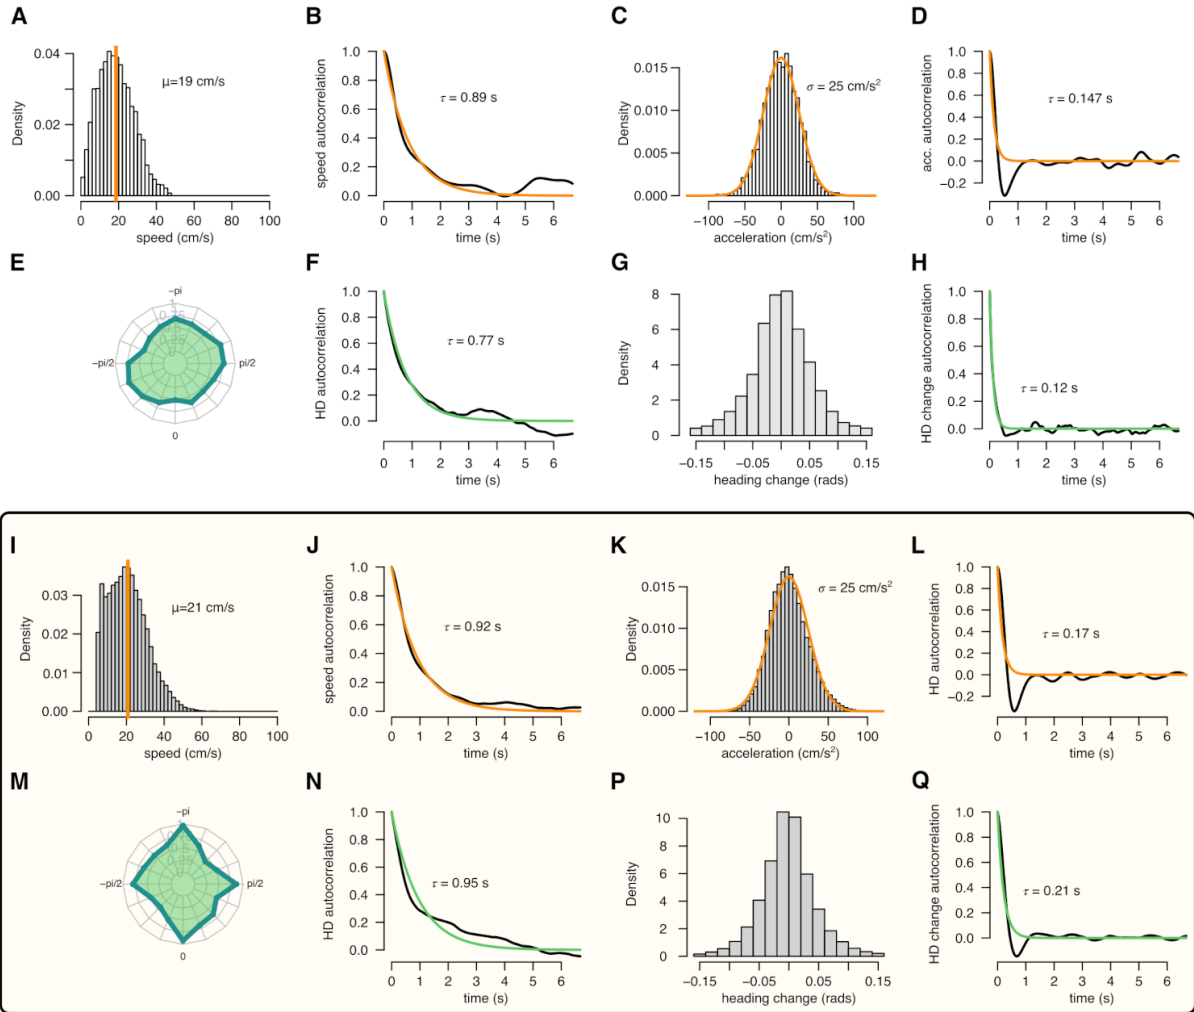 A
B
C
D
Density
0.04
0.02
0.00
μ=19 cm/s
0 20 40 60 80 100
speed (cm/s)
speed autocorrelation
1.0
0.8
0.6
0.4
0.2
0.0
τ = 0.89 s
0 1 2 3 4 5 6
time (s)
Density
0.015
0.010
0.005
0.000
σ = 25 cm/s²
−100 −50 0 50 100
acceleration (cm/s²)
acc. autocorrelation
1.0
0.8
0.6
0.4
0.2
0.0
−0.2
τ = 0.147 s
0 1 2 3 4 5 6
time (s)
E
F
G
H
−pi
1
−pi/2
pi/2
0
HD autocorrelation
1.0
0.8
0.6
0.4
0.2
0.0
τ = 0.77 s
0 1 2 3 4 5 6
time (s)
Density
8
6
4
2
0
−0.15 −0.05 0.05 0.15
heading change (rads)
HD change autocorrelation
1.0
0.8
0.6
0.4
0.2
0.0
τ = 0.12 s
0 1 2 3 4 5 6
time (s)
I
J
K
L
Density
0.03
0.02
0.01
0.00
μ=21 cm/s
0 20 40 60 80 100
speed (cm/s)
speed autocorrelation
1.0
0.8
0.6
0.4
0.2
0.0
τ = 0.92 s
0 1 2 3 4 5 6
time (s)
Density
0.015
0.010
0.005
0.000
σ = 25 cm/s²
−100 −50 0 50 100
acceleration (cm/s²)
HD autocorrelation
1.0
0.8
0.6
0.4
0.2
0.0
−0.2
τ = 0.17 s
0 1 2 3 4 5 6
time (s)
M
N
P
Q
−pi
−pi/2
pi/2
0
HD autocorrelation
1.0
0.8
0.6
0.4
0.2
0.0
τ = 0.95 s
0 1 2 3 4 5 6
time (s)
Density
10
8
6
4
2
0
−0.15 −0.05 0.05 0.15
heading change (rads)
HD change autocorrelation
1.0
0.8
0.6
0.4
0.2
0.0
τ = 0.21 s
0 1 2 3 4 5 6
time (s)